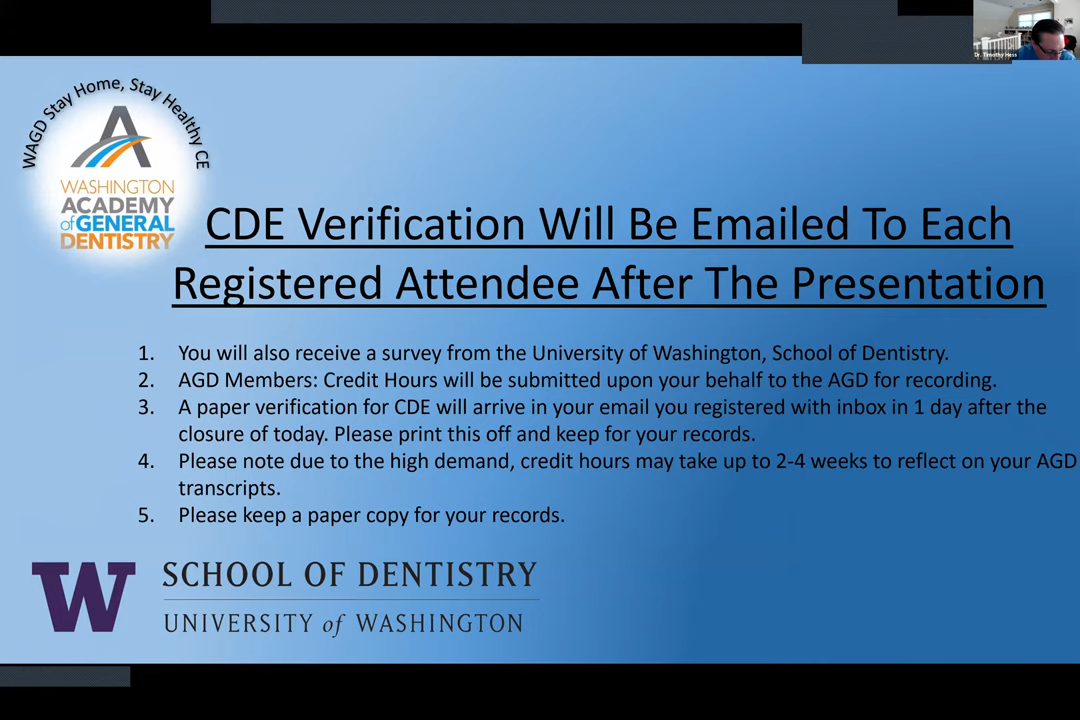 Dr. Timothy Hess
WAGD Stay Home, Stay Healthy CE
WASHINGTON
ACADEMY
of GENERAL
DENTISTRY
CDE Verification Will Be Emailed To Each
Registered Attendee After The Presentation
1. You will also receive a survey from the University of Washington, School of Dentistry.
2. AGD Members: Credit Hours will be submitted upon your behalf to the AGD for recording.
3. A paper verification for CDE will arrive in your email you registered with inbox in 1 day after the
closure of today. Please print this off and keep for your records.
4. Please note due to the high demand, credit hours may take up to 2-4 weeks to reflect on your AGD
transcripts.
5. Please keep a paper copy for your records.
W SCHOOL OF DENTISTRY
UNIVERSITY of WASHINGTON